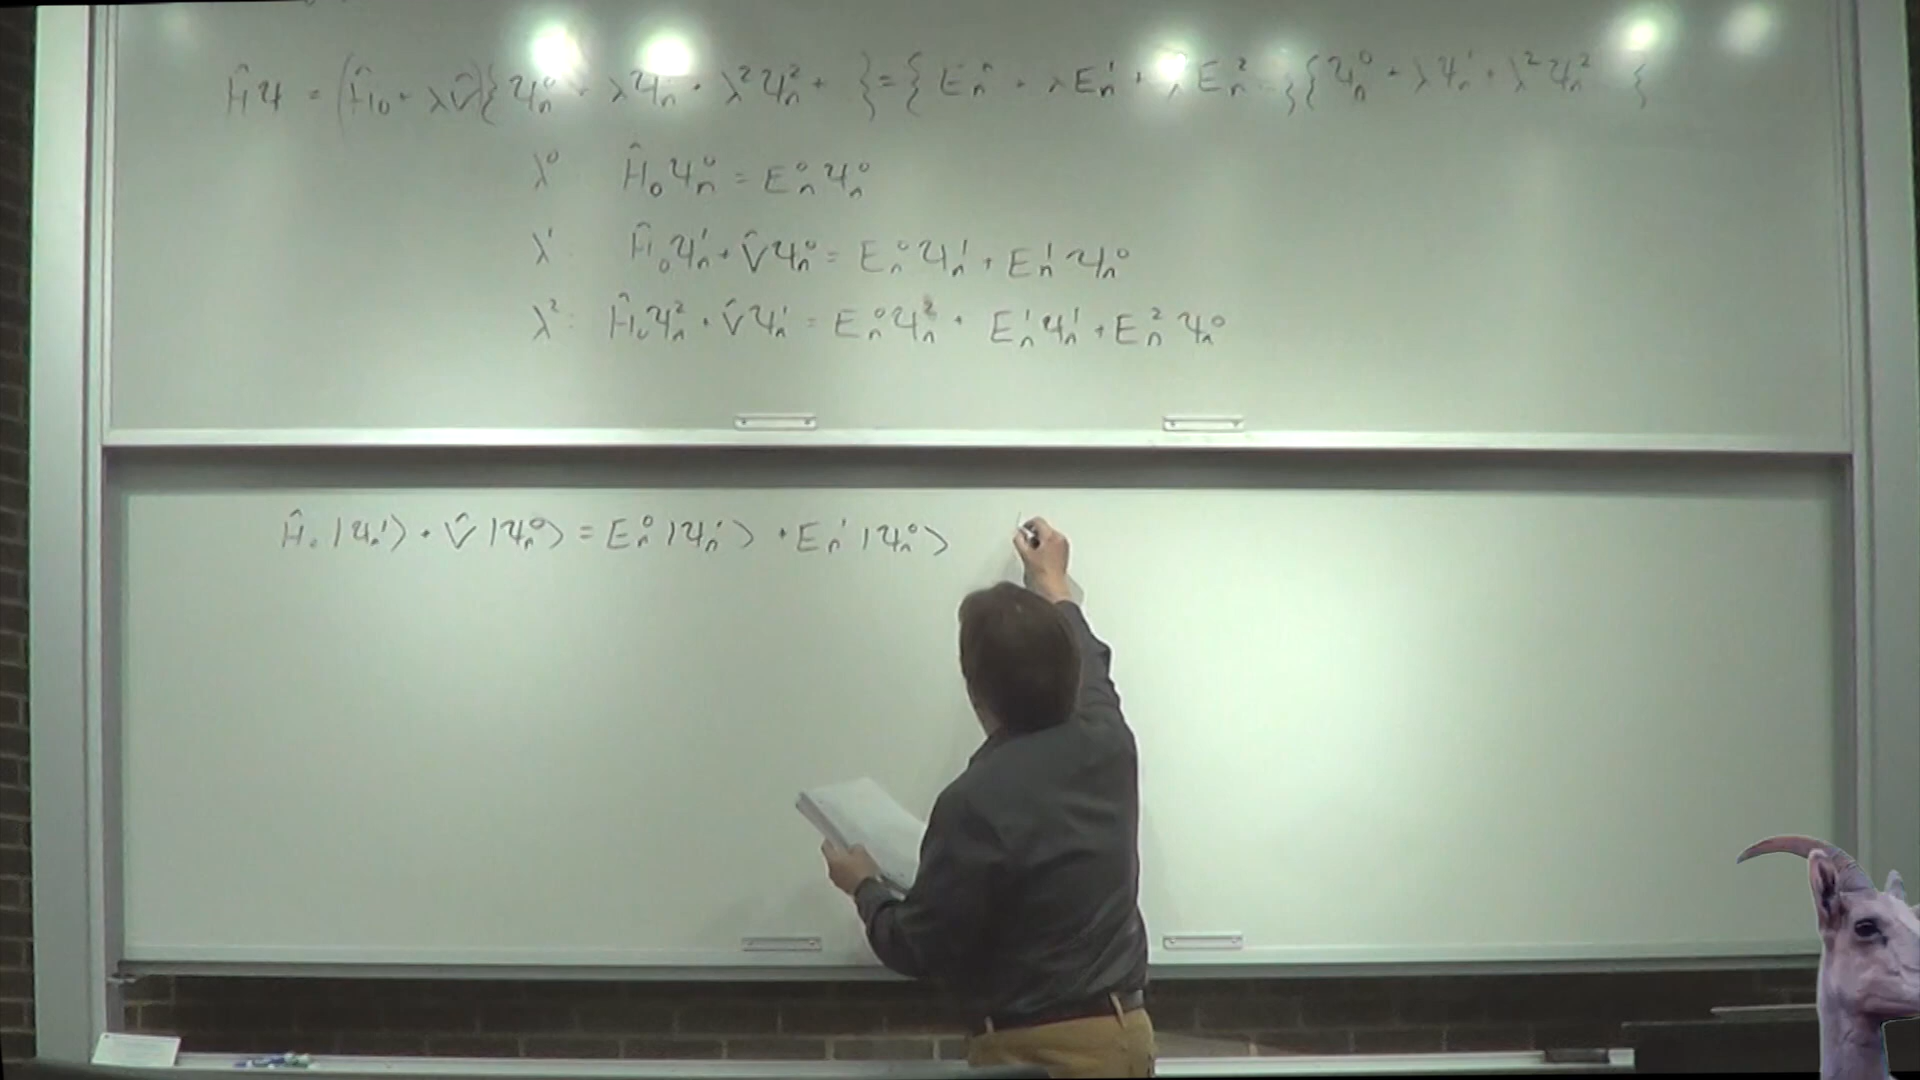 Ĥψ = (Ĥ₀ + λV̂){ψₙ⁰ + λψₙ¹ + λ²ψₙ² + } = {Eₙ⁰ + λEₙ¹ + λ²Eₙ² }{ψₙ⁰ + λψₙ¹ + λ²ψₙ² }
λ⁰ Ĥ₀ψₙ⁰ = Eₙ⁰ψₙ⁰
λ¹: Ĥ₀ψₙ¹ + V̂ψₙ⁰ = Eₙ⁰ψₙ¹ + Eₙ¹ψₙ⁰
λ²: Ĥ₀ψₙ² + V̂ψₙ¹ = Eₙ⁰ψₙ² + Eₙ¹ψₙ¹ + Eₙ²ψₙ⁰
Ĥ₀|ψₙ¹⟩ + V̂|ψₙ⁰⟩ = Eₙ⁰|ψₙ¹⟩ + Eₙ¹|ψₙ⁰⟩